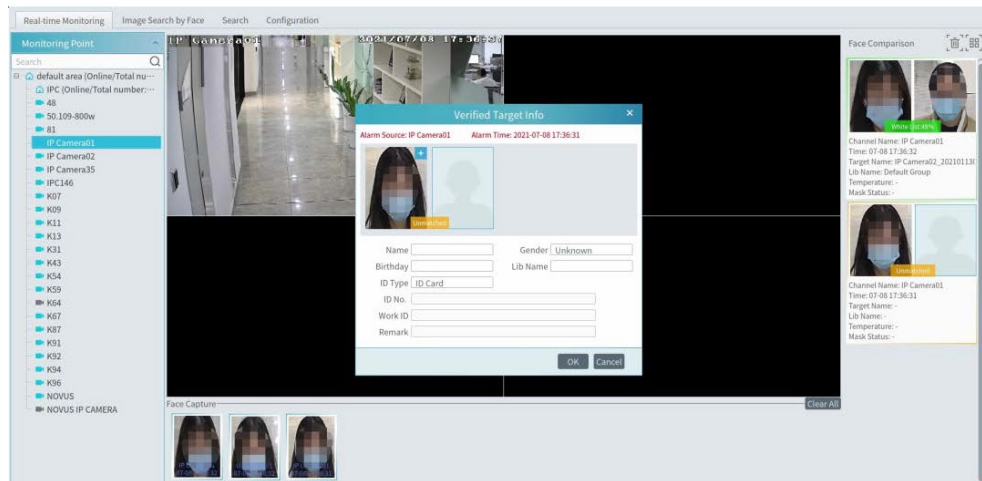 Real-time Monitoring
Image Search by Face
Search
Configuration
Monitoring Point
Search
default area (Online/Total nu···
IPC (Online/Total number:···
48
50.109-800w
81
IP Camera01
IP Camera02
IP Camera35
IPC146
K07
K09
K11
K13
K31
K43
K54
K59
K64
K67
K87
K91
K92
K94
K96
NOVUS
NOVUS IP CAMERA
IP Camera01
2021/07/08 17:36:
Verified Target Info
Alarm Source: IP Camera01 Alarm Time: 2021-07-08 17:36:31
Unmatched
Name
Gender Unknown
Birthday
Lib Name
ID Type ID Card
ID No.
Work ID
Remark
OK Cancel
Face Capture
Clear All
Face Comparison
White List
Channel Name: IP Camera01
Time: 07-08 17:36:32
Target Name: IP Camera02_2021011
Lib Name: Default Group
Temperature: -
Mask Status: -
Unmatched
Channel Name: IP Camera01
Time: 07-08 17:36:31
Target Name: -
Lib Name: -
Temperature: -
Mask Status: -